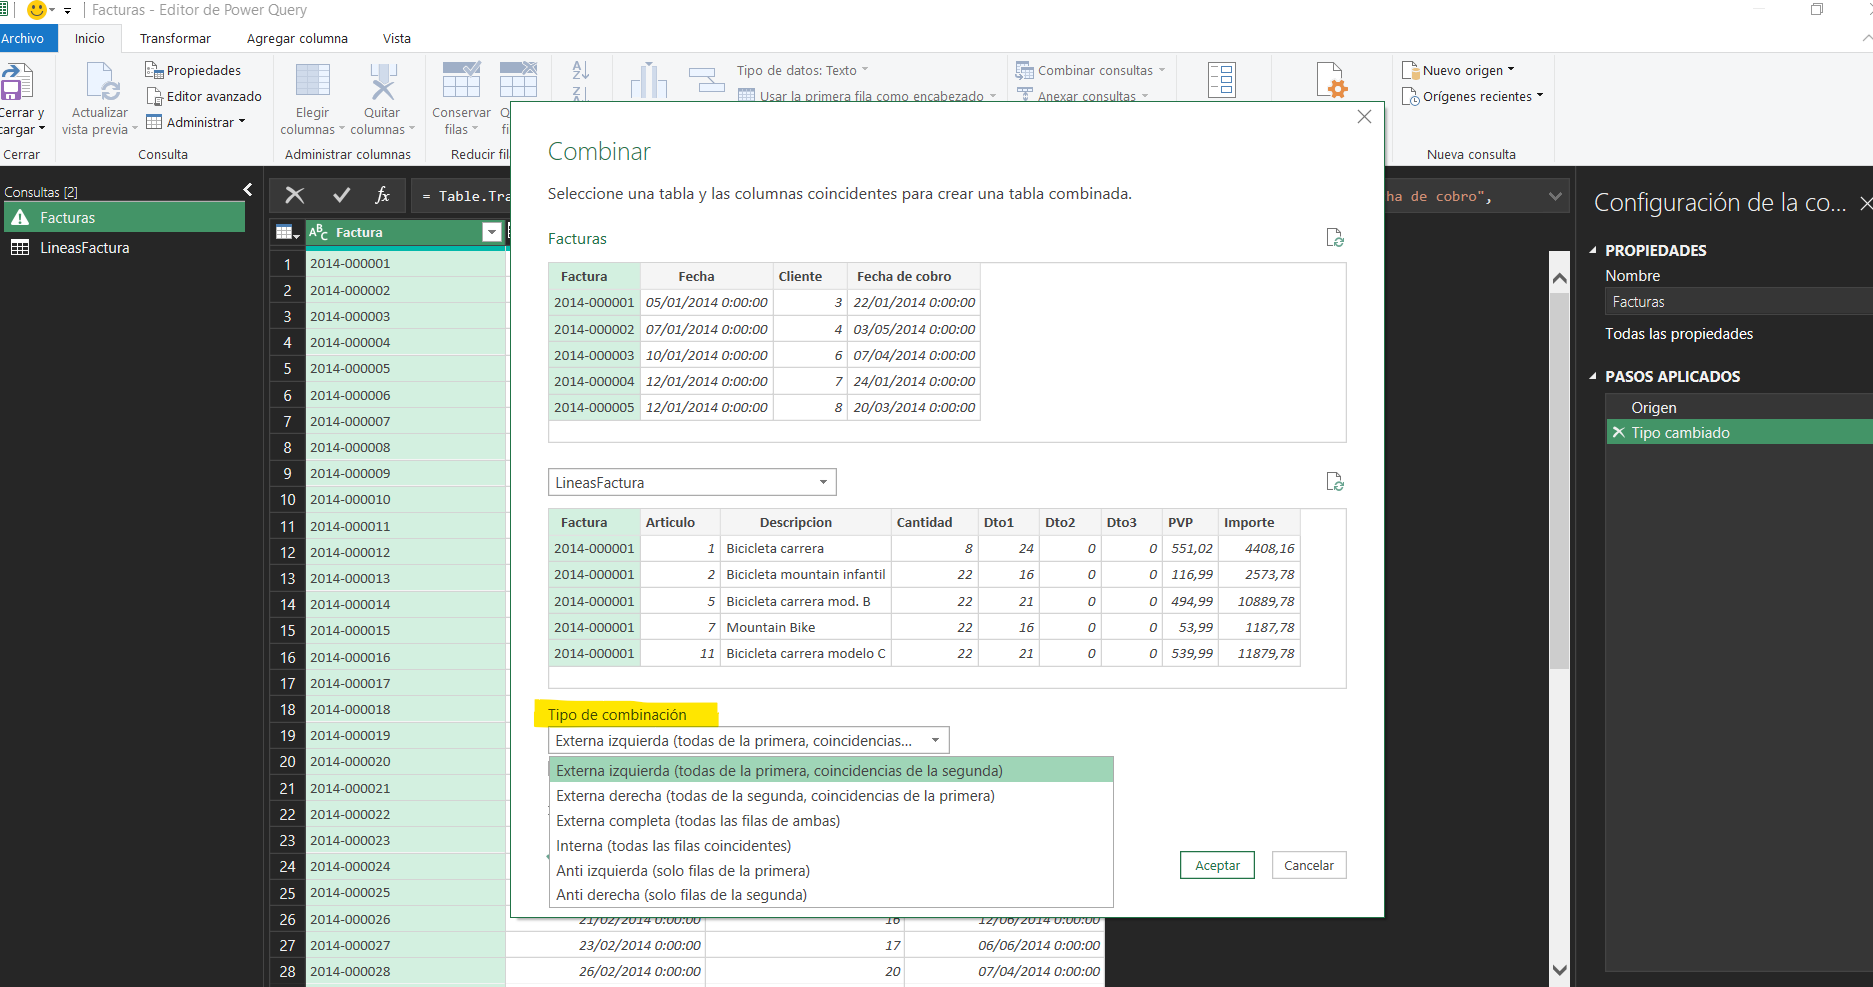 Facturas - Editor de Power Query
Archivo
Inicio
Transformar
Agregar columna
Vista
Cerrar y
cargar
Cerrar
Actualizar
vista previa
Propiedades
Editor avanzado
Administrar
Consulta
Elegir
columnas
Quitar
columnas
Administrar columnas
Conservar
filas
Reducir
Tipo de datos: Texto
Usar la primera fila como encabezado
Combinar consultas
Anexar consultas
Nuevo origen
Orígenes recientes
Nueva consulta
Consultas [2]
Facturas
LineasFactura
fx
= Table.Tra
ha de cobro",
ABC Factura
1 2014-000001
2 2014-000002
3 2014-000003
4 2014-000004
5 2014-000005
6 2014-000006
7 2014-000007
8 2014-000008
9 2014-000009
10 2014-000010
11 2014-000011
12 2014-000012
13 2014-000013
14 2014-000014
15 2014-000015
16 2014-000016
17 2014-000017
18 2014-000018
19 2014-000019
20 2014-000020
21 2014-000021
22 2014-000022
23 2014-000023
24 2014-000024
25 2014-000025
26 2014-000026 21/02/2014 0:00:00 16 12/06/2014 0:00:00
27 2014-000027 23/02/2014 0:00:00 17 06/06/2014 0:00:00
28 2014-000028 26/02/2014 0:00:00 20 07/04/2014 0:00:00
Combinar
Seleccione una tabla y las columnas coincidentes para crear una tabla combinada.
Facturas
Factura Fecha Cliente Fecha de cobro
2014-000001 05/01/2014 0:00:00 3 22/01/2014 0:00:00
2014-000002 07/01/2014 0:00:00 4 03/05/2014 0:00:00
2014-000003 10/01/2014 0:00:00 6 07/04/2014 0:00:00
2014-000004 12/01/2014 0:00:00 7 24/01/2014 0:00:00
2014-000005 12/01/2014 0:00:00 8 20/03/2014 0:00:00
LineasFactura
Factura Articulo Descripcion Cantidad Dto1 Dto2 Dto3 PVP Importe
2014-000001 1 Bicicleta carrera 8 24 0 0 551,02 4408,16
2014-000001 2 Bicicleta mountain infantil 22 16 0 0 116,99 2573,78
2014-000001 5 Bicicleta carrera mod. B 22 21 0 0 494,99 10889,78
2014-000001 7 Mountain Bike 22 16 0 0 53,99 1187,78
2014-000001 11 Bicicleta carrera modelo C 22 21 0 0 539,99 11879,78
Tipo de combinación
Externa izquierda (todas de la primera, coincidencias...
Externa izquierda (todas de la primera, coincidencias de la segunda)
Externa derecha (todas de la segunda, coincidencias de la primera)
Externa completa (todas las filas de ambas)
Interna (todas las filas coincidentes)
Anti izquierda (solo filas de la primera)
Anti derecha (solo filas de la segunda)
Aceptar
Cancelar
Configuración de la co...
PROPIEDADES
Nombre
Facturas
Todas las propiedades
PASOS APLICADOS
Origen
Tipo cambiado